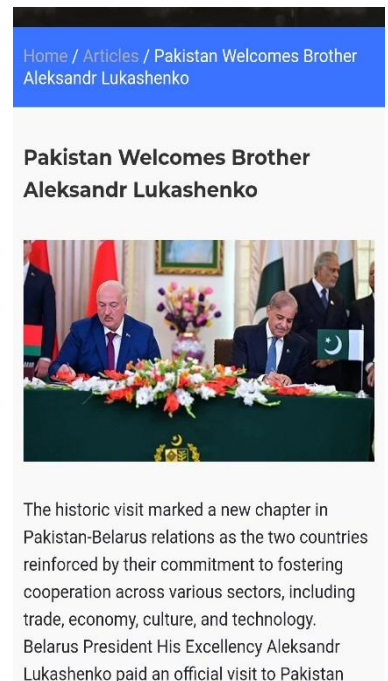 Home / Articles / Pakistan Welcomes Brother
Aleksandr Lukashenko
Pakistan Welcomes Brother
Aleksandr Lukashenko
The historic visit marked a new chapter in
Pakistan-Belarus relations as the two countries
reinforced by their commitment to fostering
cooperation across various sectors, including
trade, economy, culture, and technology.
Belarus President His Excellency Aleksandr
Lukashenko paid an official visit to Pakistan